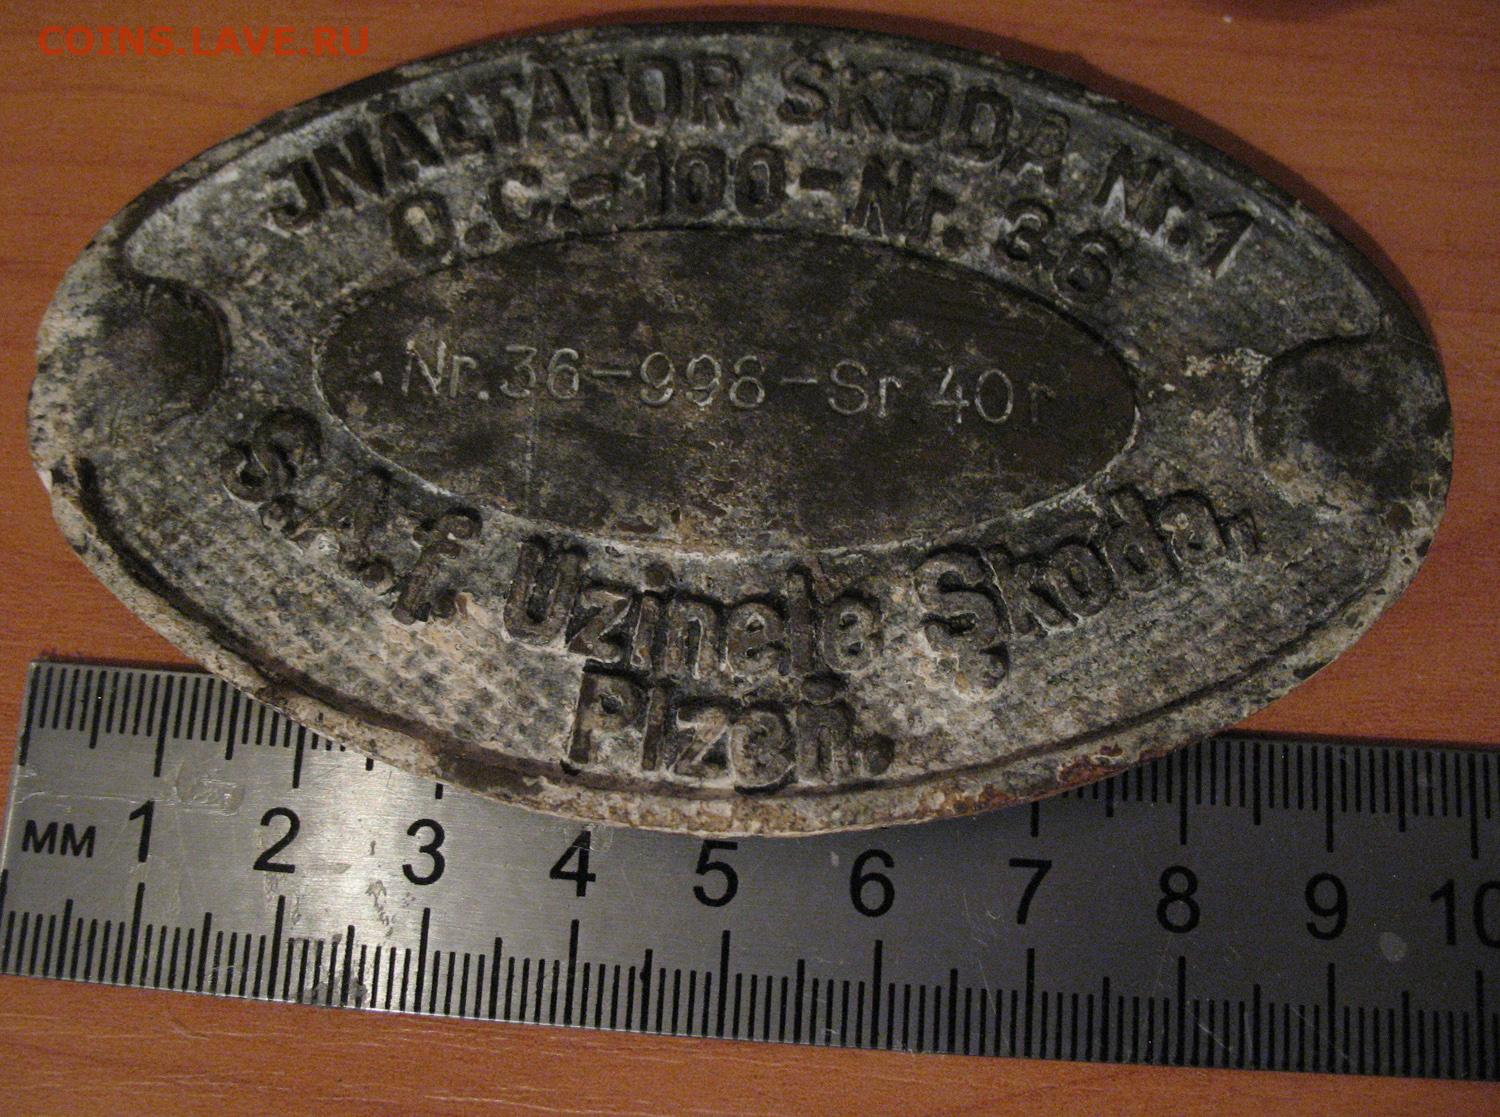 COINS.LAVE.RU
JNALTATOR SKODA Nr.1
O.C.-100-Nr.36
Nr.36-998-Sr 40r
S.A.f Uzinele Skoda,
Plzen.
мм 1 2 3 4 5 6 7 8 9 10